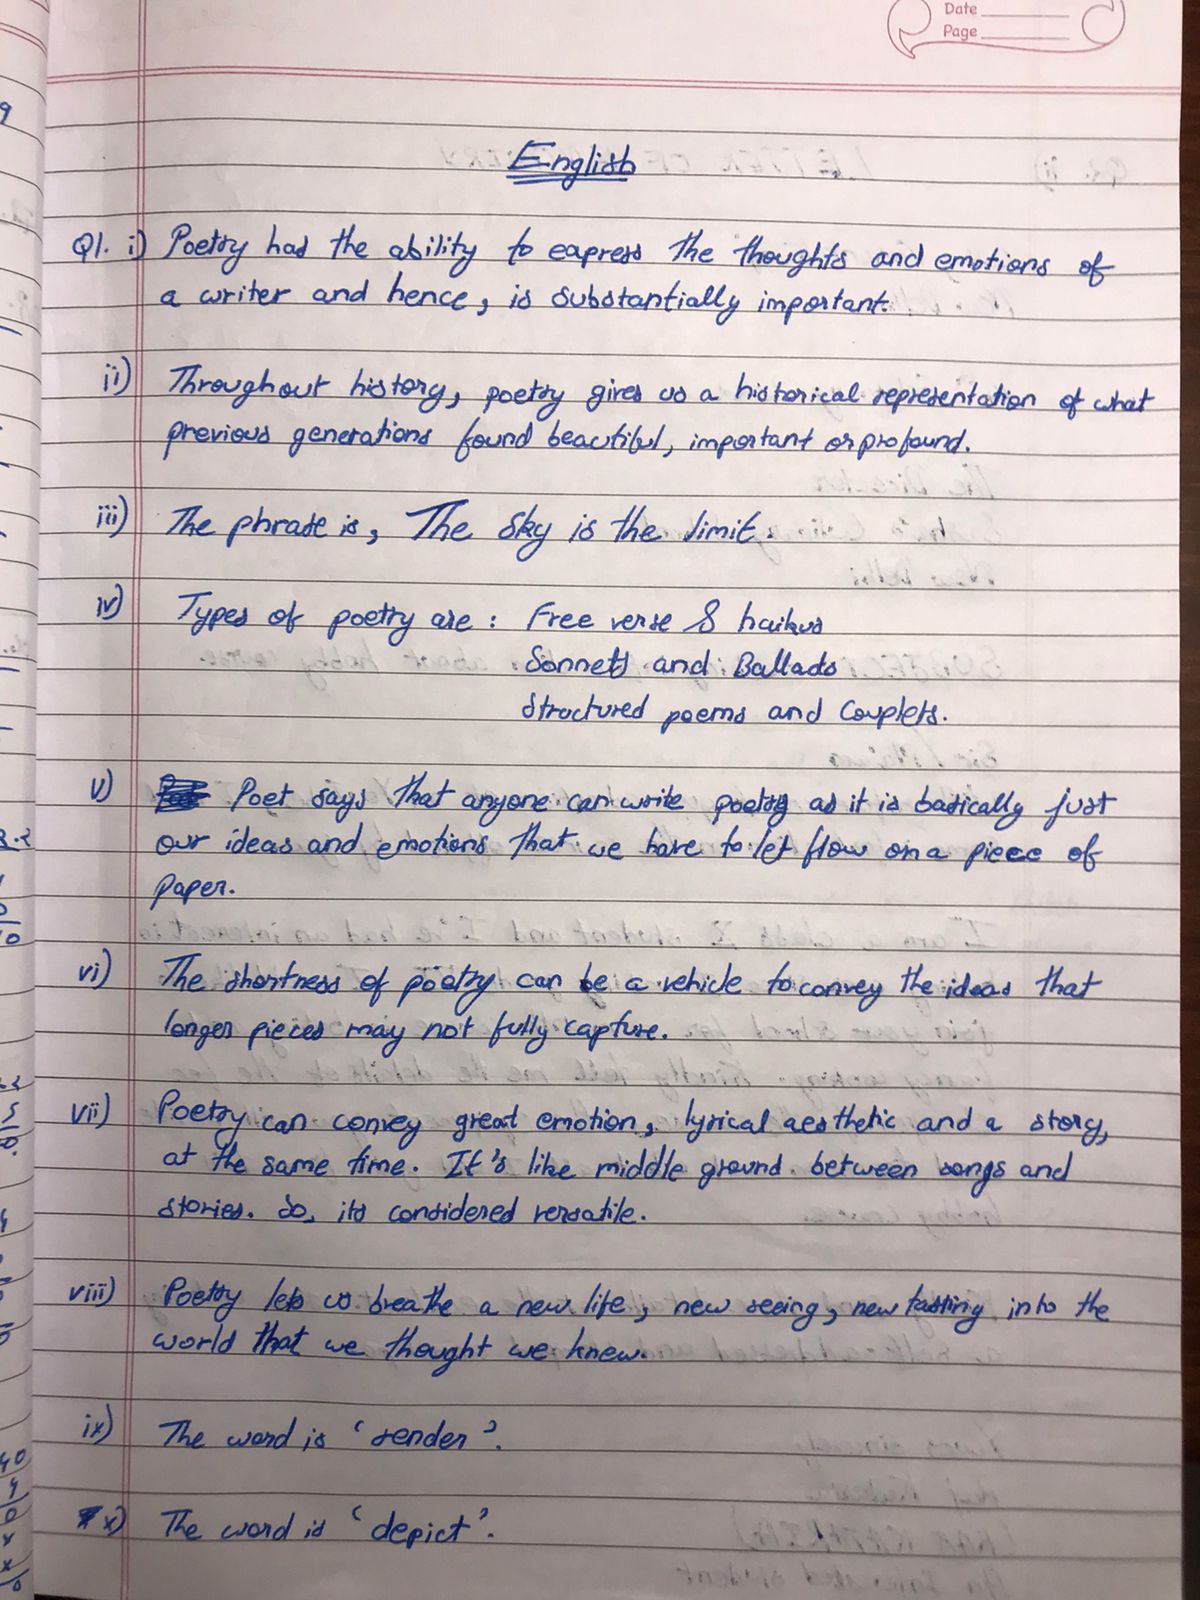 Date
Page
English
Q1. i) Poetry has the ability to express the thoughts and emotions of
a writer and hence, is substantially important.
ii) Throughout history, poetry gives us a historical representation of what
previous generations found beautiful, important or profound.
iii) The phrase is, The sky is the limit.
iv) Types of poetry are : Free verse & haikus
Sonnets and Ballads
Structured poems and Couplets.
v) Poet says that anyone can write poetry as it is basically just
our ideas and emotions that we have to let flow on a piece of
paper.
vi) The shortness of poetry can be a vehicle to convey the ideas that
longer pieces may not fully capture.
vii) Poetry can convey great emotion, lyrical aesthetic and a story,
at the same time. It's like middle ground between songs and
stories. So, its considered versatile.
viii) Poetry lets us breathe a new life, new seeing, new tasting into the
world that we thought we knew.
ix) The word is 'render'.
x) The word is 'depict'.